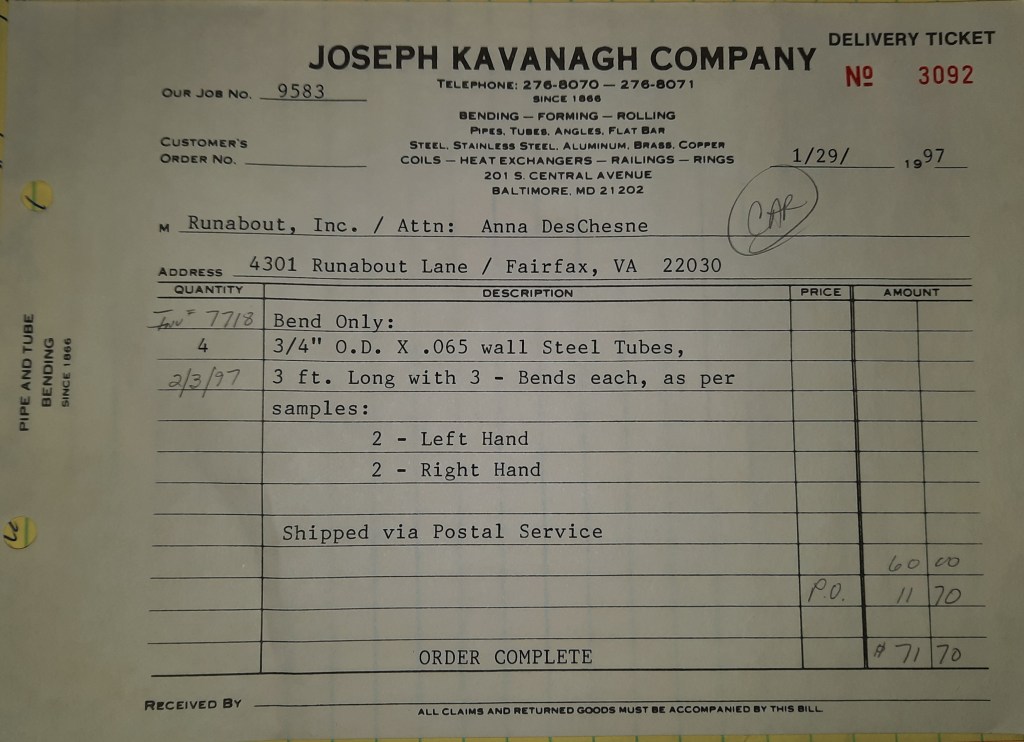 DELIVERY TICKET
JOSEPH KAVANAGH COMPANY
No 3092
TELEPHONE: 276-8070 — 276-8071
OUR JOB NO. 9583
SINCE 1866
BENDING — FORMING — ROLLING
PIPES, TUBES, ANGLES, FLAT BAR
CUSTOMER'S
ORDER NO.
STEEL, STAINLESS STEEL, ALUMINUM, BRASS, COPPER
COILS — HEAT EXCHANGERS — RAILINGS — RINGS
1/29/ 1997
201 S. CENTRAL AVENUE
BALTIMORE, MD 21202
M Runabout, Inc. / Attn: Anna DesChesne
CAR
ADDRESS 4301 Runabout Lane / Fairfax, VA 22030
QUANTITY DESCRIPTION PRICE AMOUNT
Inv # 7718 Bend Only:
4 3/4" O.D. X .065 wall Steel Tubes,
2/3/97 3 ft. Long with 3 - Bends each, as per
samples:
2 - Left Hand
2 - Right Hand
Shipped via Postal Service
60 00
P.O. 11 70
ORDER COMPLETE $ 71 70
RECEIVED BY
ALL CLAIMS AND RETURNED GOODS MUST BE ACCOMPANIED BY THIS BILL.
PIPE AND TUBE
BENDING
SINCE 1866